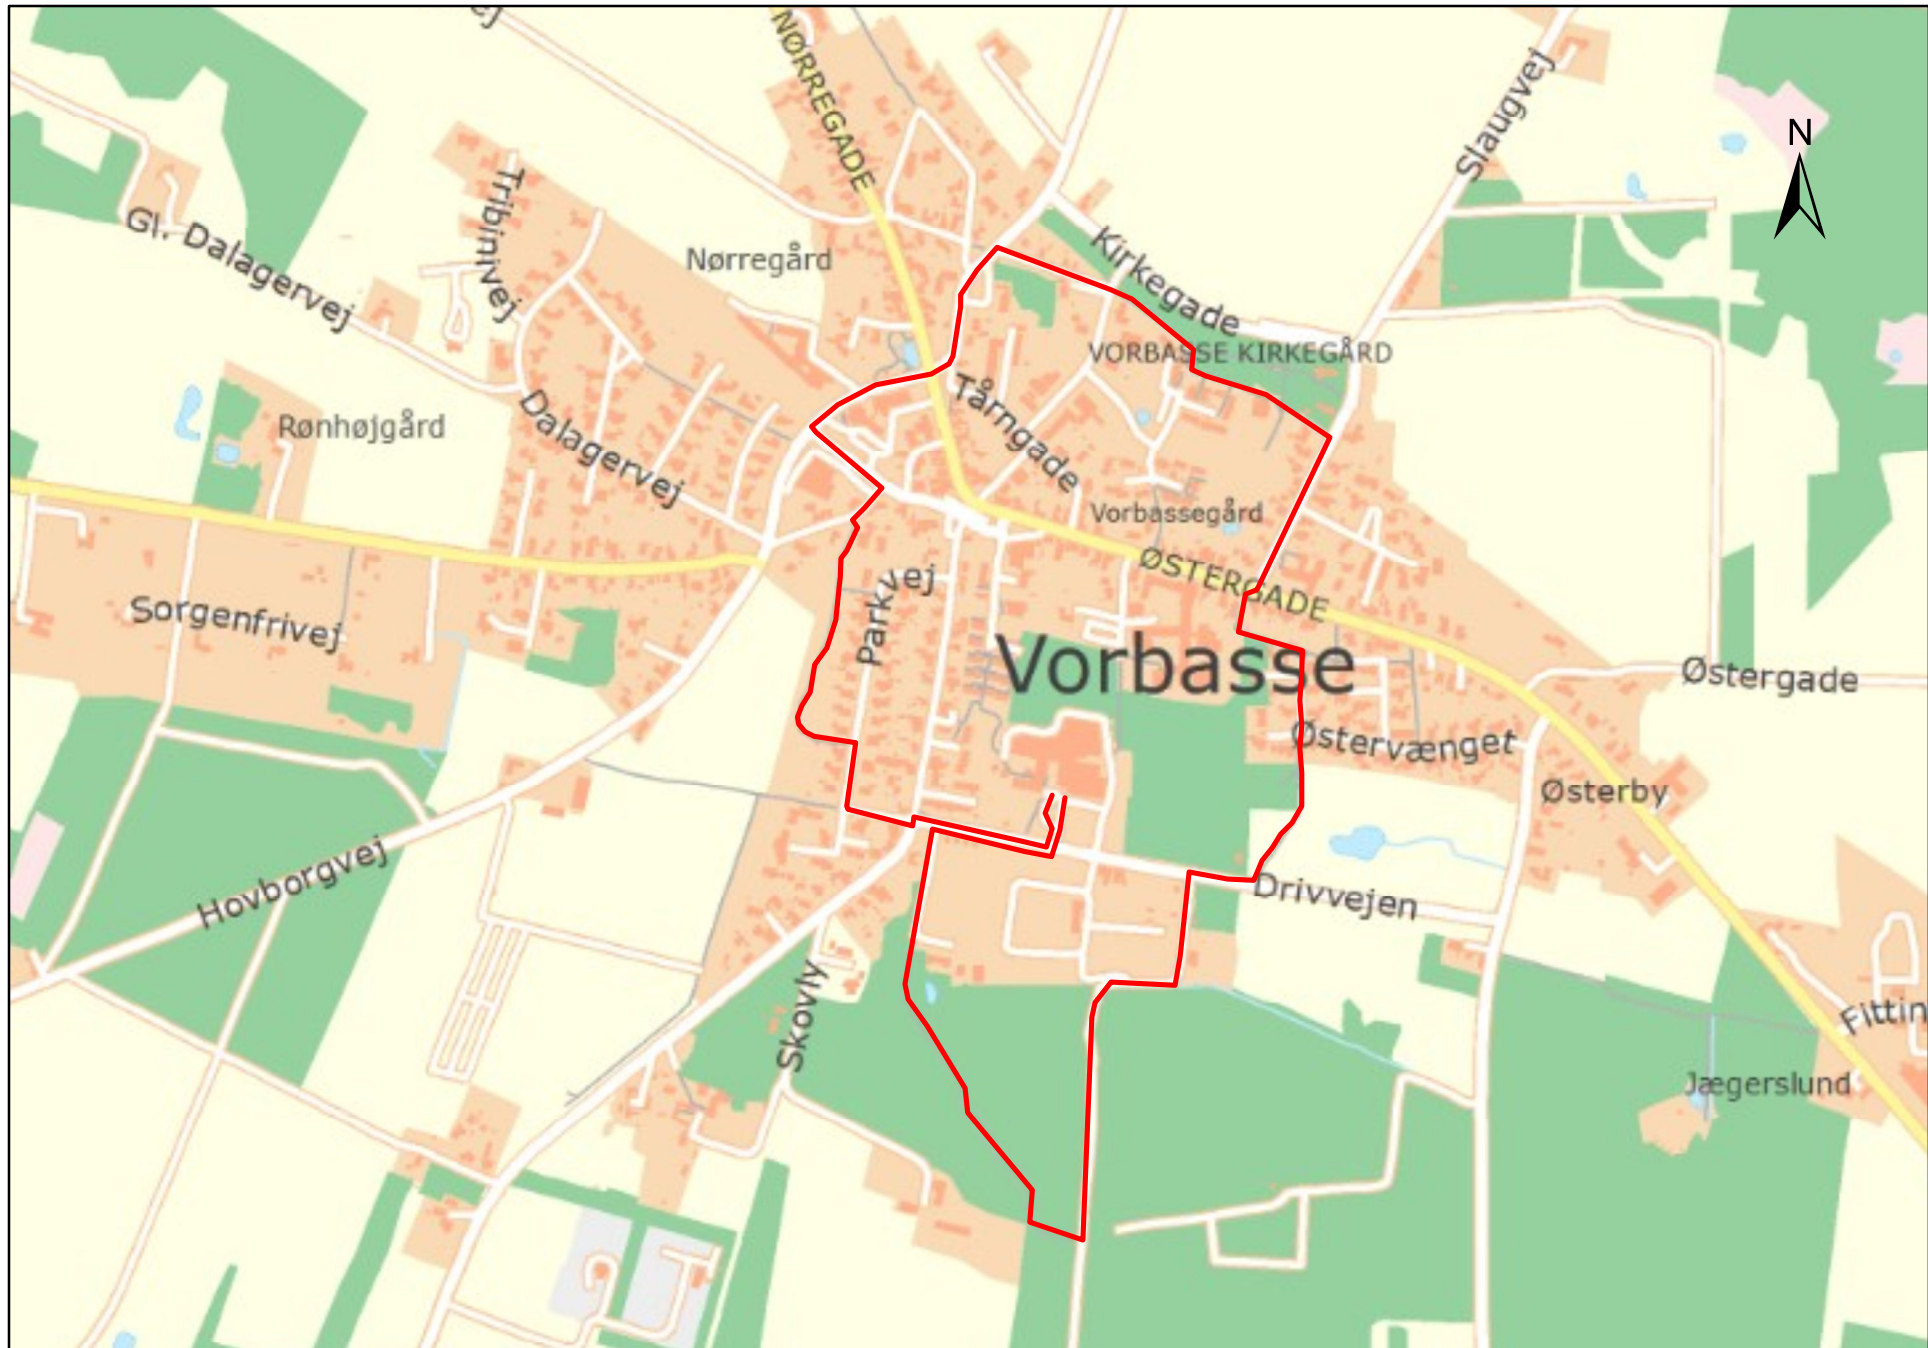 NØRREGADE
Slaugvej
N
Tribinivej
Gl. Dalagervej
Nørregård
Kirkegade
VORBASSE KIRKEGÅRD
Tårngade
Rønhøjgård
Dalagervej
Vorbassegård
ØSTERGADE
Sorgenfrivej
Parkvej
Vorbasse
Østergade
Østervænget
Østerby
Hovborgvej
Drivvejen
Skovly
Fittin
Jægerslund